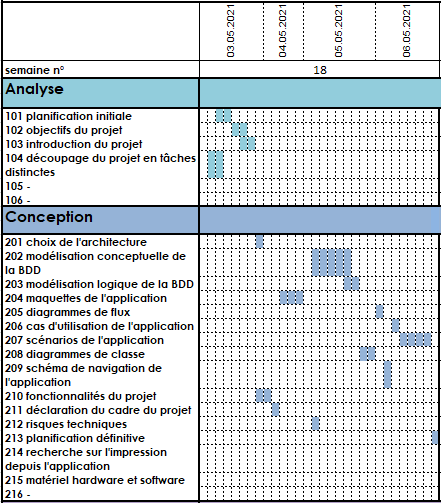 03.05.2021
04.05.2021
05.05.2021
06.05.2021
semaine n°
18
Analyse
101 planification initiale
102 objectifs du projet
103 introduction du projet
104 découpage du projet en tâches
distinctes
105 -
106 -
Conception
201 choix de l'architecture
202 modélisation conceptuelle de
la BDD
203 modélisation logique de la BDD
204 maquettes de l'application
205 diagrammes de flux
206 cas d'utilisation de l'application
207 scénarios de l'application
208 diagrammes de classe
209 schéma de navigation de
l'application
210 fonctionnalités du projet
211 déclaration du cadre du projet
212 risques techniques
213 planification définitive
214 recherche sur l'impression
depuis l'application
215 matériel hardware et software
216 -